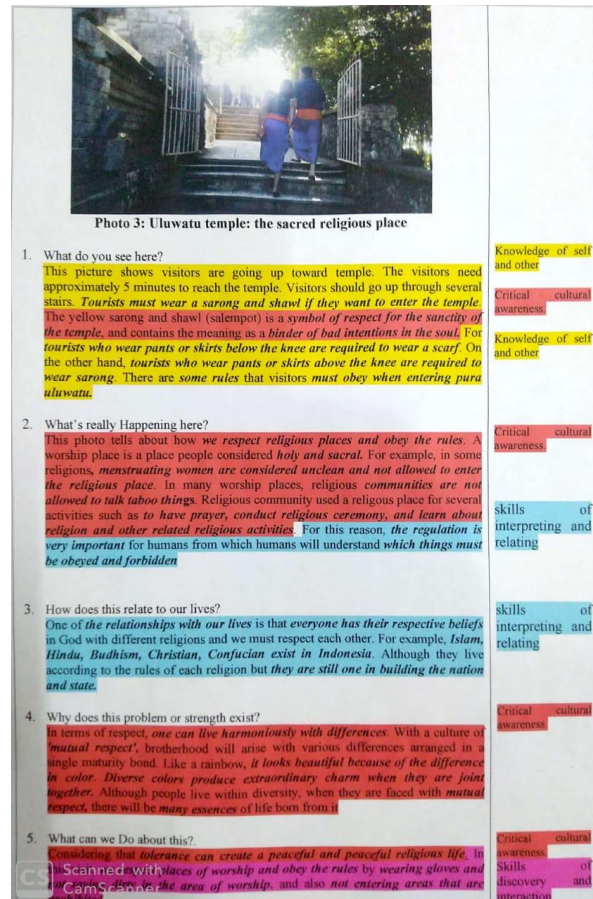 Photo 3: Uluwatu temple: the sacred religious place
1. What do you see here?
This picture shows visitors are going up toward temple. The visitors need
approximately 5 minutes to reach the temple. Visitors should go up through several
stairs. Tourists must wear a sarong and shawl if they want to enter the temple.
The yellow sarong and shawl (salempot) is a symbol of respect for the sanctity of
the temple, and contains the meaning as a binder of bad intentions in the soul. For
tourists who wear pants or skirts below the knee are required to wear a scarf. On
the other hand, tourists who wear pants or skirts above the knee are required to
wear sarong. There are some rules that visitors must obey when entering pura
uluwatu.
Knowledge of self
and other
Critical cultural
awareness.
Knowledge of self
and other
2. What's really Happening here?
This photo tells about how we respect religious places and obey the rules. A
worship place is a place people considered holy and sacral. For example, in some
religions, menstruating women are considered unclean and not allowed to enter
the religious place. In many worship places, religious communities are not
allowed to talk taboo things. Religious community used a religous place for several
activities such as to have prayer, conduct religious ceremony, and learn about
religion and other related religious activities. For this reason, the regulation is
very important for humans from which humans will understand which things must
be obeyed and forbidden
Critical cultural
awareness.
skills of
interpreting and
relating
3. How does this relate to our lives?
One of the relationships with our lives is that everyone has their respective beliefs
in God with different religions and we must respect each other. For example, Islam,
Hindu, Budhism, Christian, Confucian exist in Indonesia. Although they live
according to the rules of each religion but they are still one in building the nation
and state.
skills of
interpreting and
relating
4. Why does this problem or strength exist?
In terms of respect, one can live harmoniously with differences. With a culture of
'mutual respect', brotherhood will arise with various differences arranged in a
single maturity bond. Like a rainbow, it looks beautiful because of the difference
in color. Diverse colors produce extraordinary charm when they are joint
together. Although people live within diversity, when they are faced with mutual
respect, there will be many essences of life born from it
Critical cultural
awareness.
5. What can we Do about this?.
Considering that tolerance can create a peaceful and peaceful religious life. In
places of worship and obey the rules by wearing gloves and
in the area of worship, and also not entering areas that are
Critical cultural
awareness.
Skills of
discovery and
interaction
CS Scanned with
CamScanner